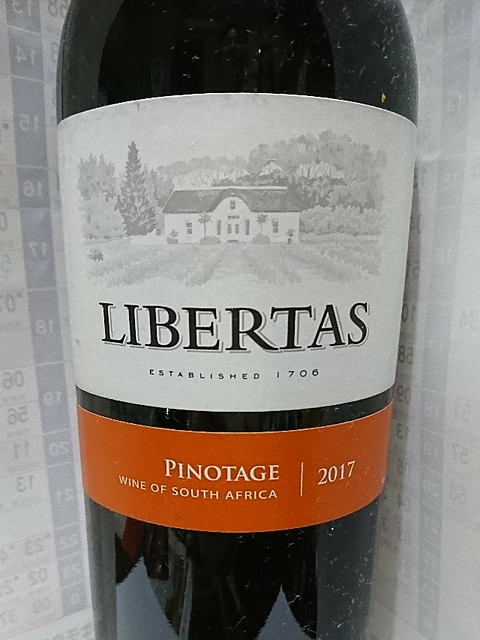 LIBERTAS
ESTABLISHED 1706
PINOTAGE
WINE OF SOUTH AFRICA
2017